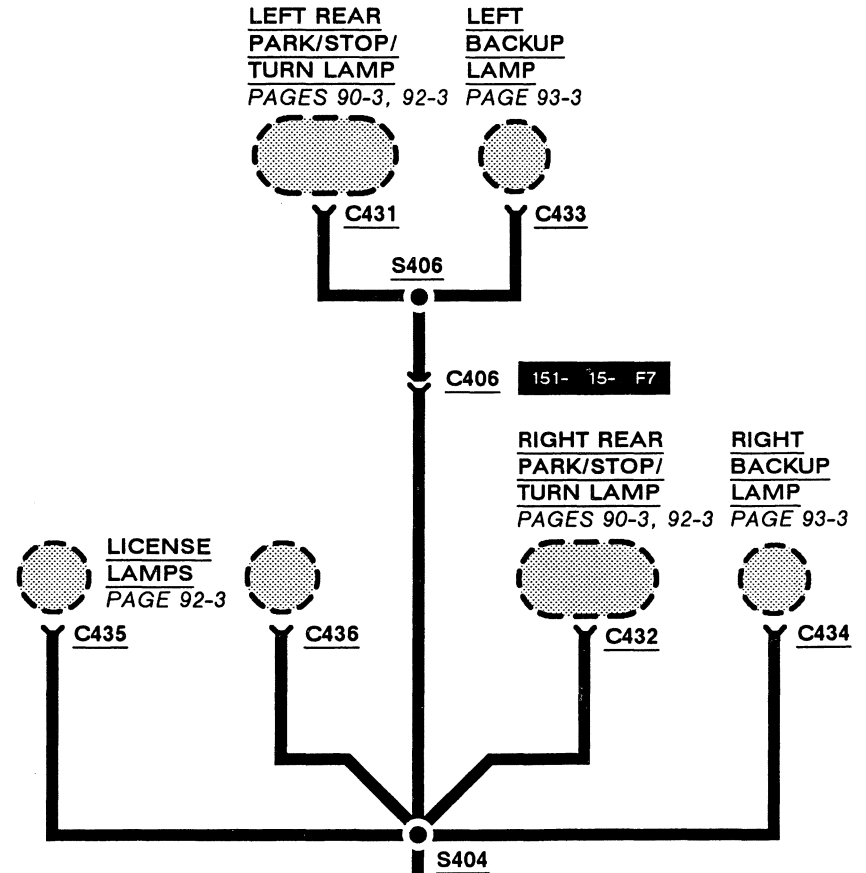 LEFT REAR
PARK/STOP/
TURN LAMP
PAGES 90-3, 92-3
LEFT
BACKUP
LAMP
PAGE 93-3
C431
C433
S406
C406
151- 15- F7
RIGHT REAR
PARK/STOP/
TURN LAMP
PAGES 90-3, 92-3
RIGHT
BACKUP
LAMP
PAGE 93-3
LICENSE
LAMPS
PAGE 92-3
C435
C436
C432
C434
S404